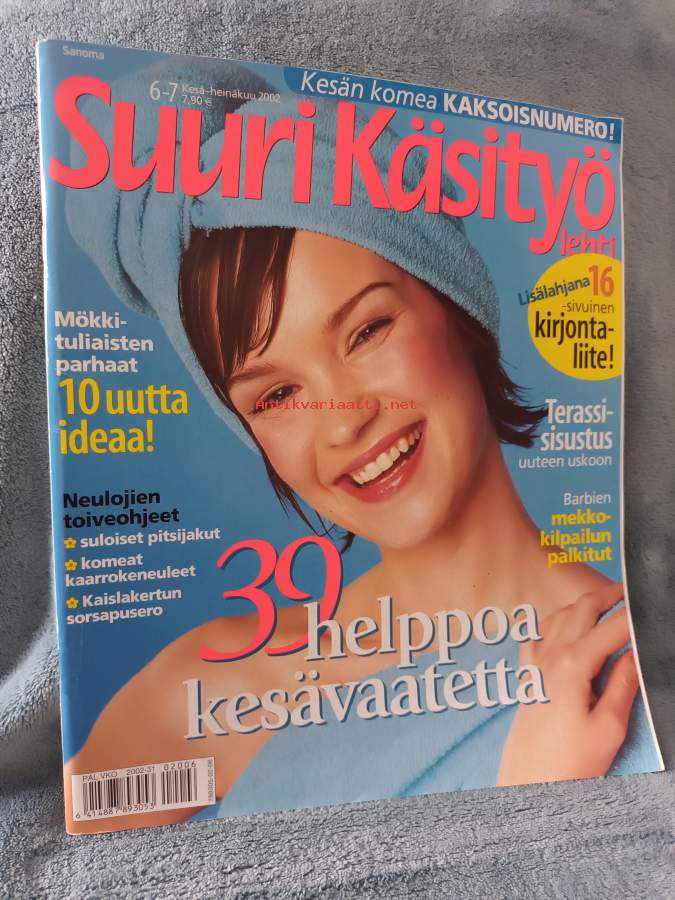 Sanoma
Kesän komea KAKSOISNUMERO!
6-7 Kesä-heinäkuu 2002
7,90 €
Suuri Käsityö
lehti
Lisälahjana 16
-sivuinen
kirjonta-
liite!
Mökki-
tuliaisten
parhaat
10 uutta
ideaa!
Antikvariaatti.net
Terassi-
sisustus
uuteen uskoon
Neulojien
toiveohjeet
suloiset pitsijakut
komeat
kaarrokeneuleet
Kaislakertun
sorsapusero
Barbien
mekko-
kilpailun
palkitut
39 helppoa
kesävaatetta
PAL VKO 2002-31 02006
6 414887 893053